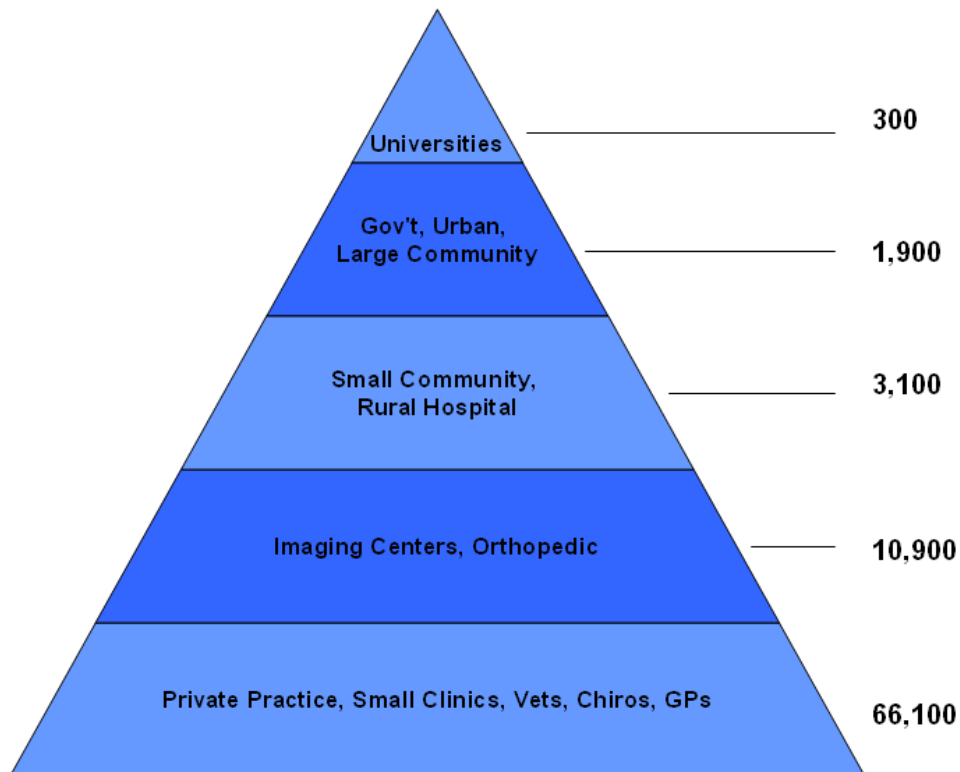 Universities
300
Gov't, Urban,
Large Community
1,900
Small Community,
Rural Hospital
3,100
Imaging Centers, Orthopedic
10,900
Private Practice, Small Clinics, Vets, Chiros, GPs
66,100